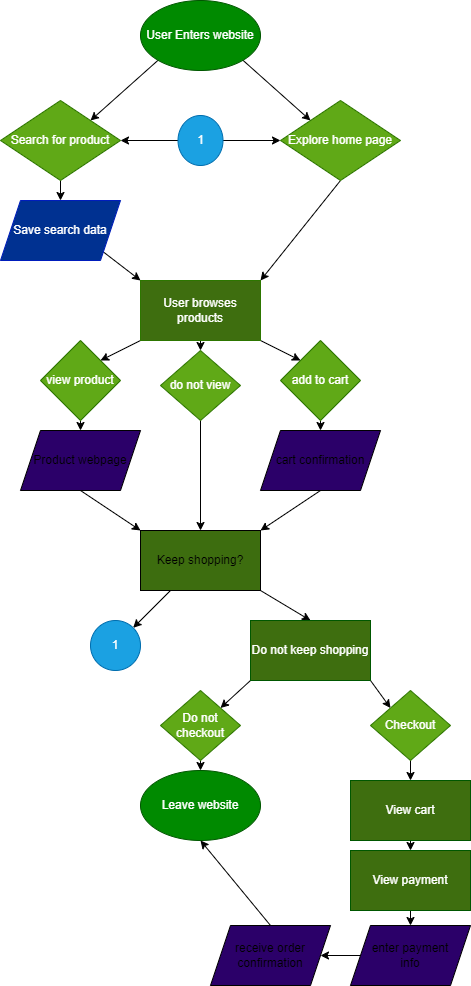 User Enters website
Search for product
1
Explore home page
Save search data
User browses
products
view product
do not view
add to cart
Product webpage
cart confirmation
Keep shopping?
1
Do not keep shopping
Do not
checkout
Checkout
Leave website
View cart
View payment
receive order
confirmation
enter payment
info